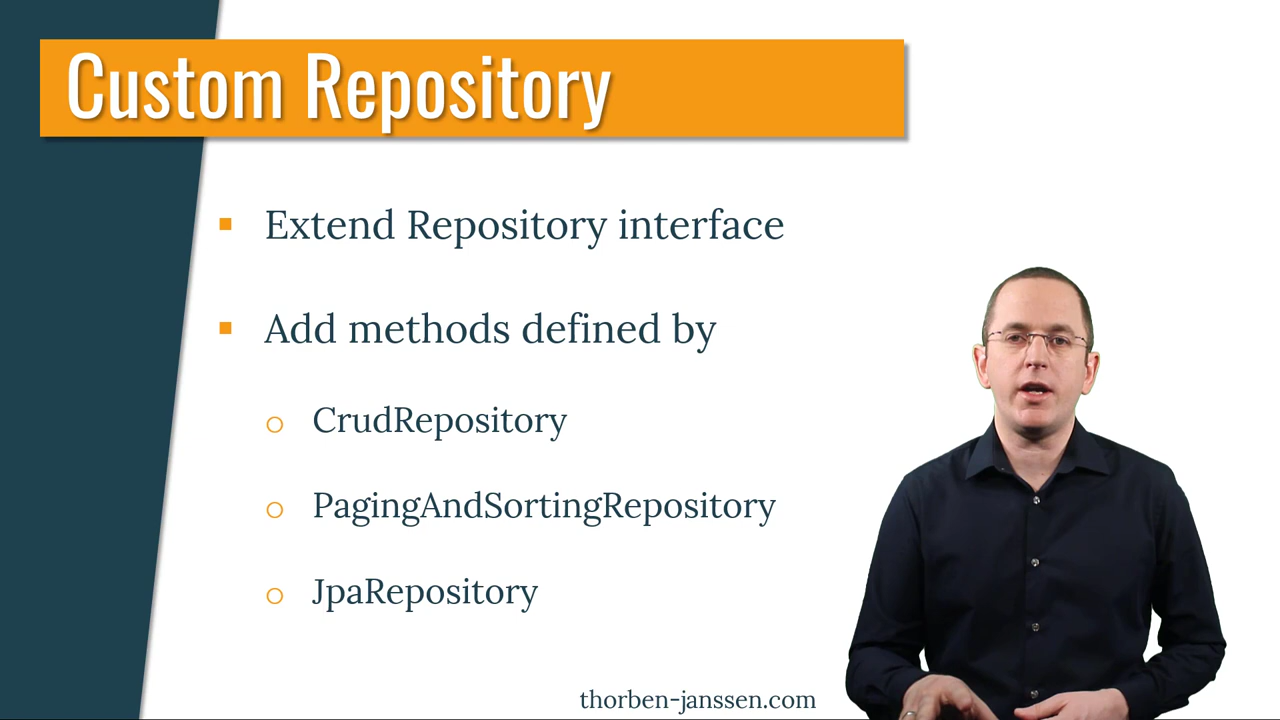 Custom Repository
Extend Repository interface
Add methods defined by
CrudRepository
PagingAndSortingRepository
JpaRepository
thorben-janssen.com